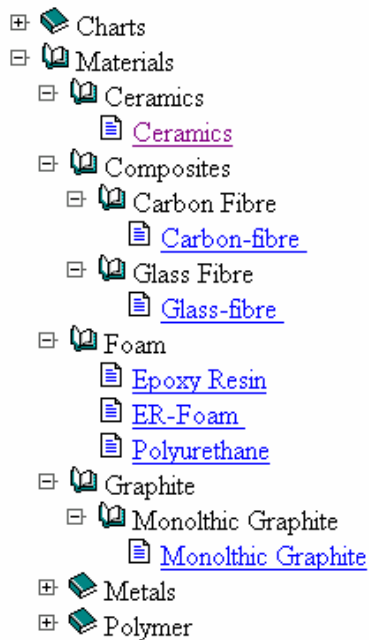 Charts
Materials
Ceramics
Ceramics
Composites
Carbon Fibre
Carbon-fibre
Glass Fibre
Glass-fibre
Foam
Epoxy Resin
ER-Foam
Polyurethane
Graphite
Monolthic Graphite
Monolthic Graphite
Metals
Polymer